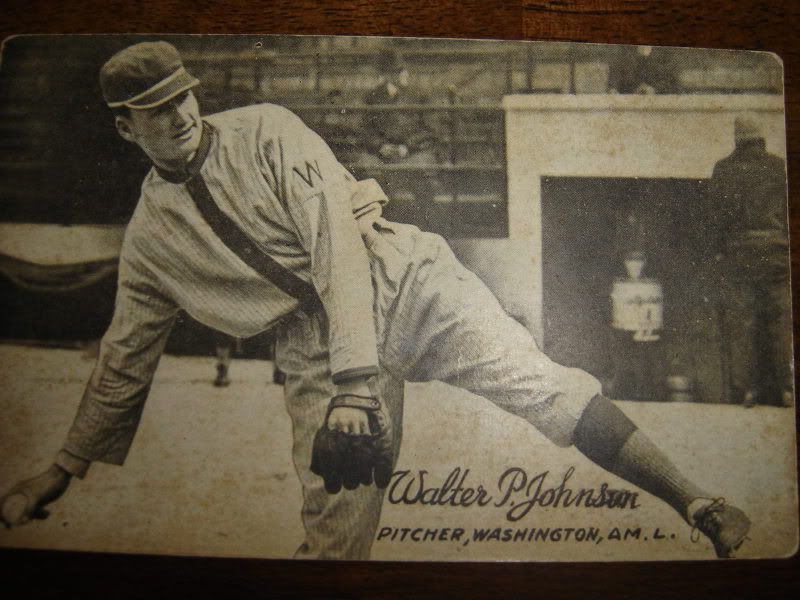 W
Walter P. Johnson
PITCHER, WASHINGTON, AM. L.